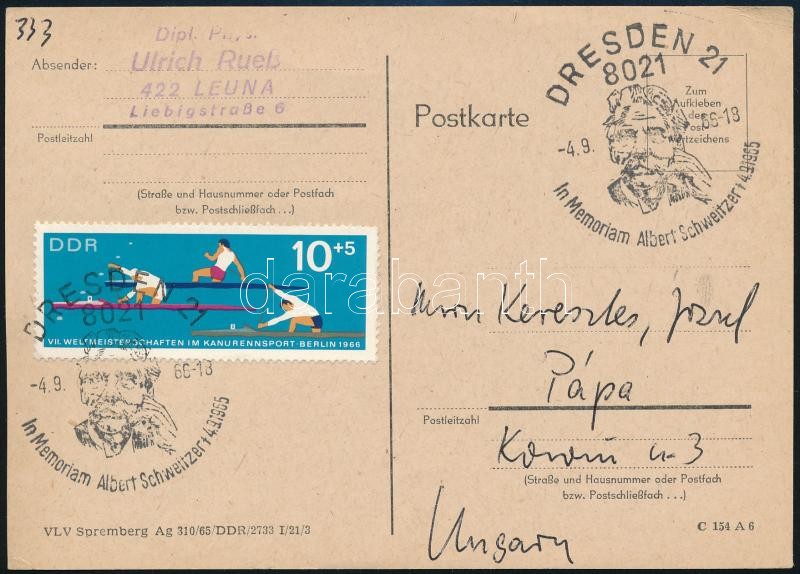 333
Dipl. Phys.
Absender: Ulrich Rueß
422 LEUNA
Liebigstraße 6
Postleitzahl
(Straße und Hausnummer oder Postfach
bzw. Postschließfach . . .)
DDR 10+5
VII. WELTMEISTERSCHAFTEN IM KANURENNSPORT · BERLIN 1966
DRESDEN 21
8021
-4.9. 66-18
In Memoriam Albert Schweitzer † 4.9.1965
VLV Spremberg Ag 310/65/DDR/2733 I/21/3
Postkarte
DRESDEN 21
8021
Zum
Aufkleben
des
Post-
wertzeichens
-4.9. 66-18
In Memoriam Albert Schweitzer † 4.9.1965
darabanth
Herrn Keresztes, József
Pápa
Postleitzahl
u. 3
(Straße und Hausnummer oder Postfach
bzw. Postschließfach . . .)
Ungarn
C 154 A 6